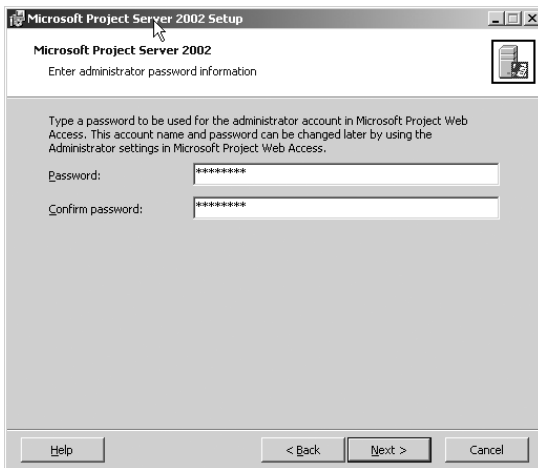 Microsoft Project Server 2002 Setup
Microsoft Project Server 2002
Enter administrator password information
Type a password to be used for the administrator account in Microsoft Project Web
Access. This account name and password can be changed later by using the
Administrator settings in Microsoft Project Web Access.
Password: ********
Confirm password: ********
Help < Back Next > Cancel